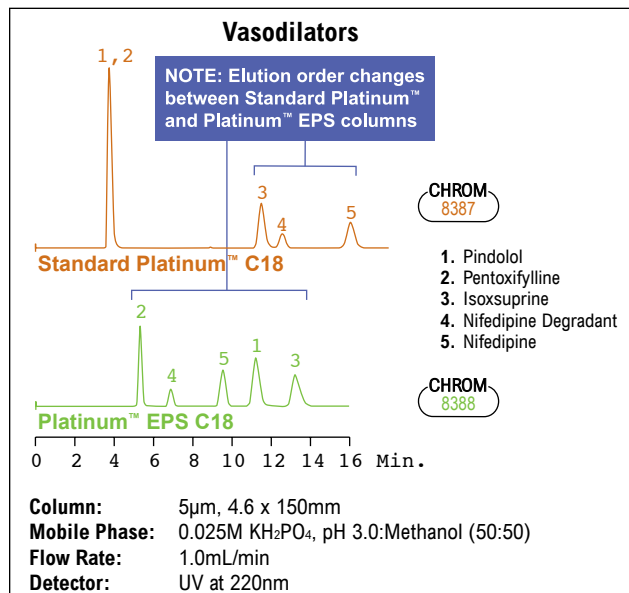 Vasodilators
1,2
NOTE: Elution order changes
between Standard Platinum™
and Platinum™ EPS columns
3
4
5
CHROM
8387
Standard Platinum™ C18
1. Pindolol
2. Pentoxifylline
3. Isoxsuprine
4. Nifedipine Degradant
5. Nifedipine
2
4
5
1
3
CHROM
8388
Platinum™ EPS C18
0 2 4 6 8 10 12 14 16 Min.
Column: 5µm, 4.6 x 150mm
Mobile Phase: 0.025M KH₂PO₄, pH 3.0:Methanol (50:50)
Flow Rate: 1.0mL/min
Detector: UV at 220nm